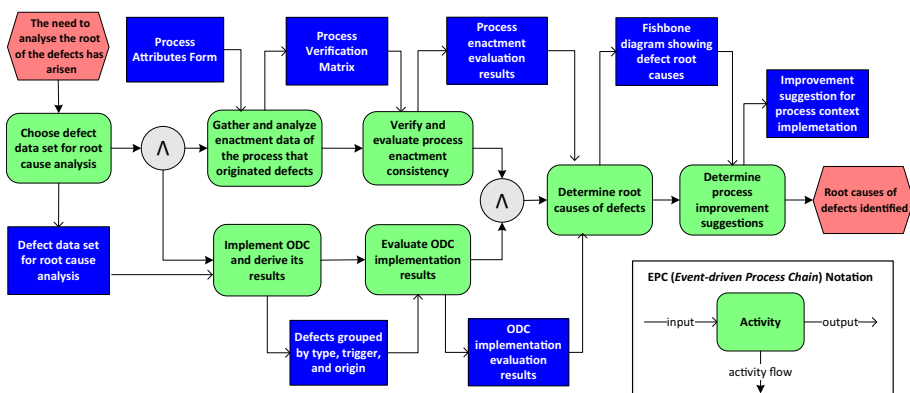 The need to
analyse the root
of the defects has
arisen
Process
Attributes Form
Process
Verification
Matrix
Process
enactment
evaluation
results
Fishbone
diagram showing
defect root
causes
Improvement
suggestion for
process context
implemetation
Choose defect
data set for root
cause analysis
Λ
Gather and analyze
enactment data of
the process that
originated defects
Verify and
evaluate process
enactment
consistency
Λ
Determine root
causes of defects
Determine
process
improvement
suggestions
Root causes of
defects identified
Defect data set
for root cause
analysis
Implement ODC
and derive its
results
Evaluate ODC
implementation
results
Defects grouped
by type, trigger,
and origin
ODC
implementation
evaluation
results
EPC (Event-driven Process Chain) Notation
input
Activity
output
activity flow